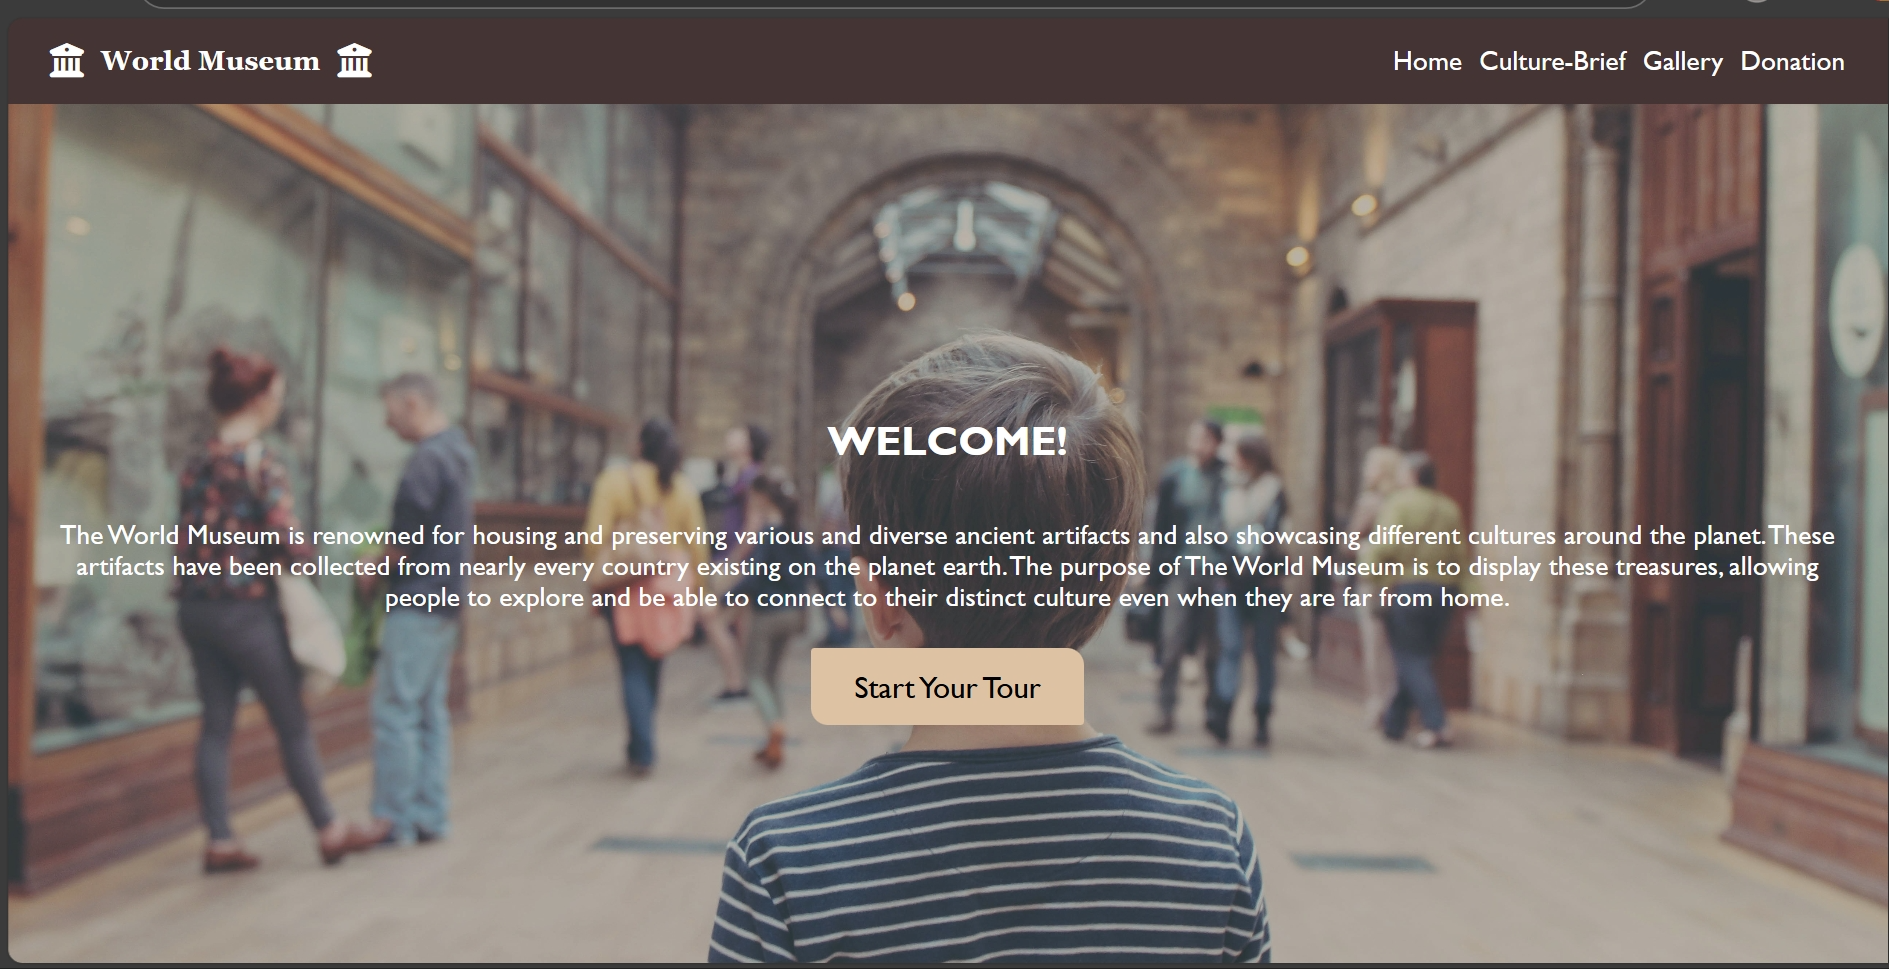 World Museum
Home Culture-Brief Gallery Donation
WELCOME!
The World Museum is renowned for housing and preserving various and diverse ancient artifacts and also showcasing different cultures around the planet. These
artifacts have been collected from nearly every country existing on the planet earth. The purpose of The World Museum is to display these treasures, allowing
people to explore and be able to connect to their distinct culture even when they are far from home.
Start Your Tour